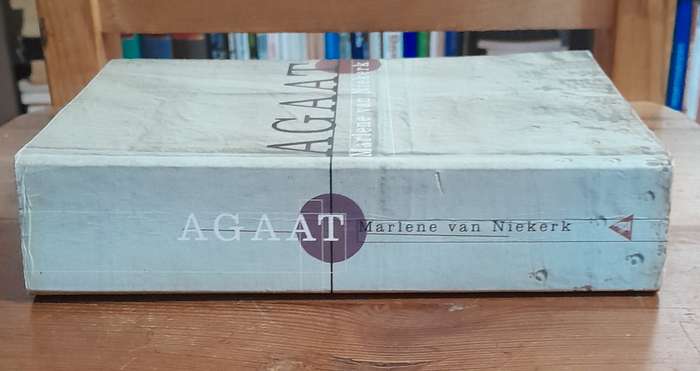 AGAAT
Marlene van Niekerk
AGAAT Marlene van Niekerk